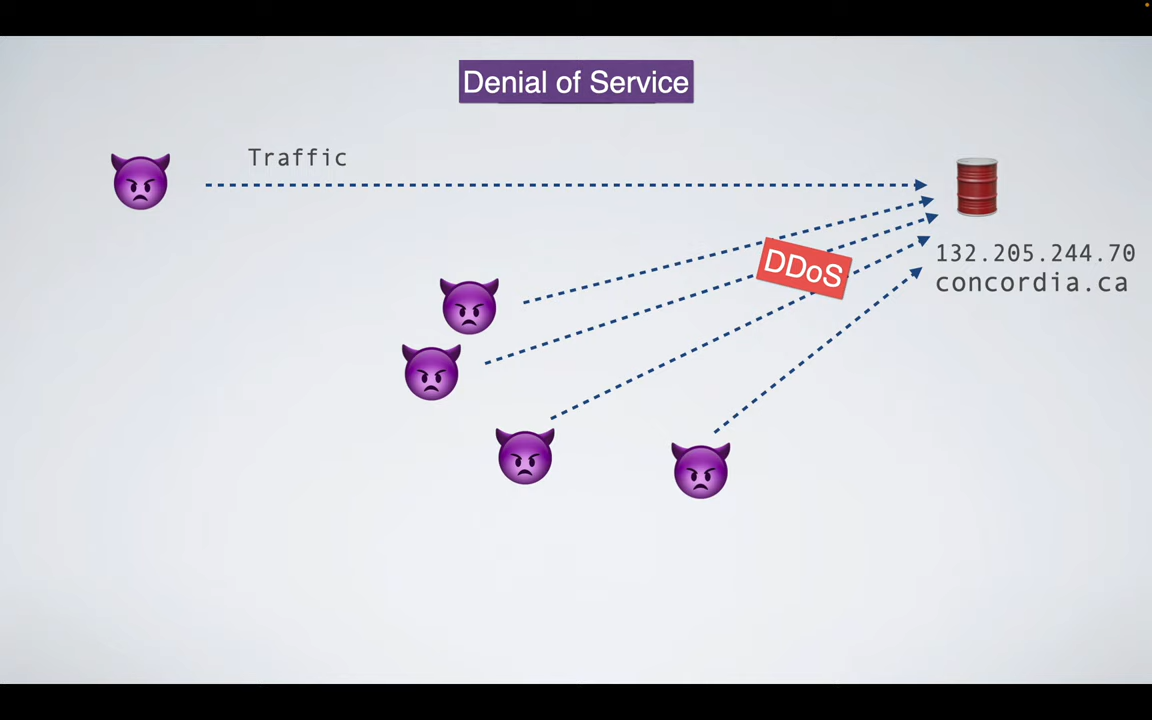 Denial of Service
Traffic
DDoS
132.205.244.70
concordia.ca